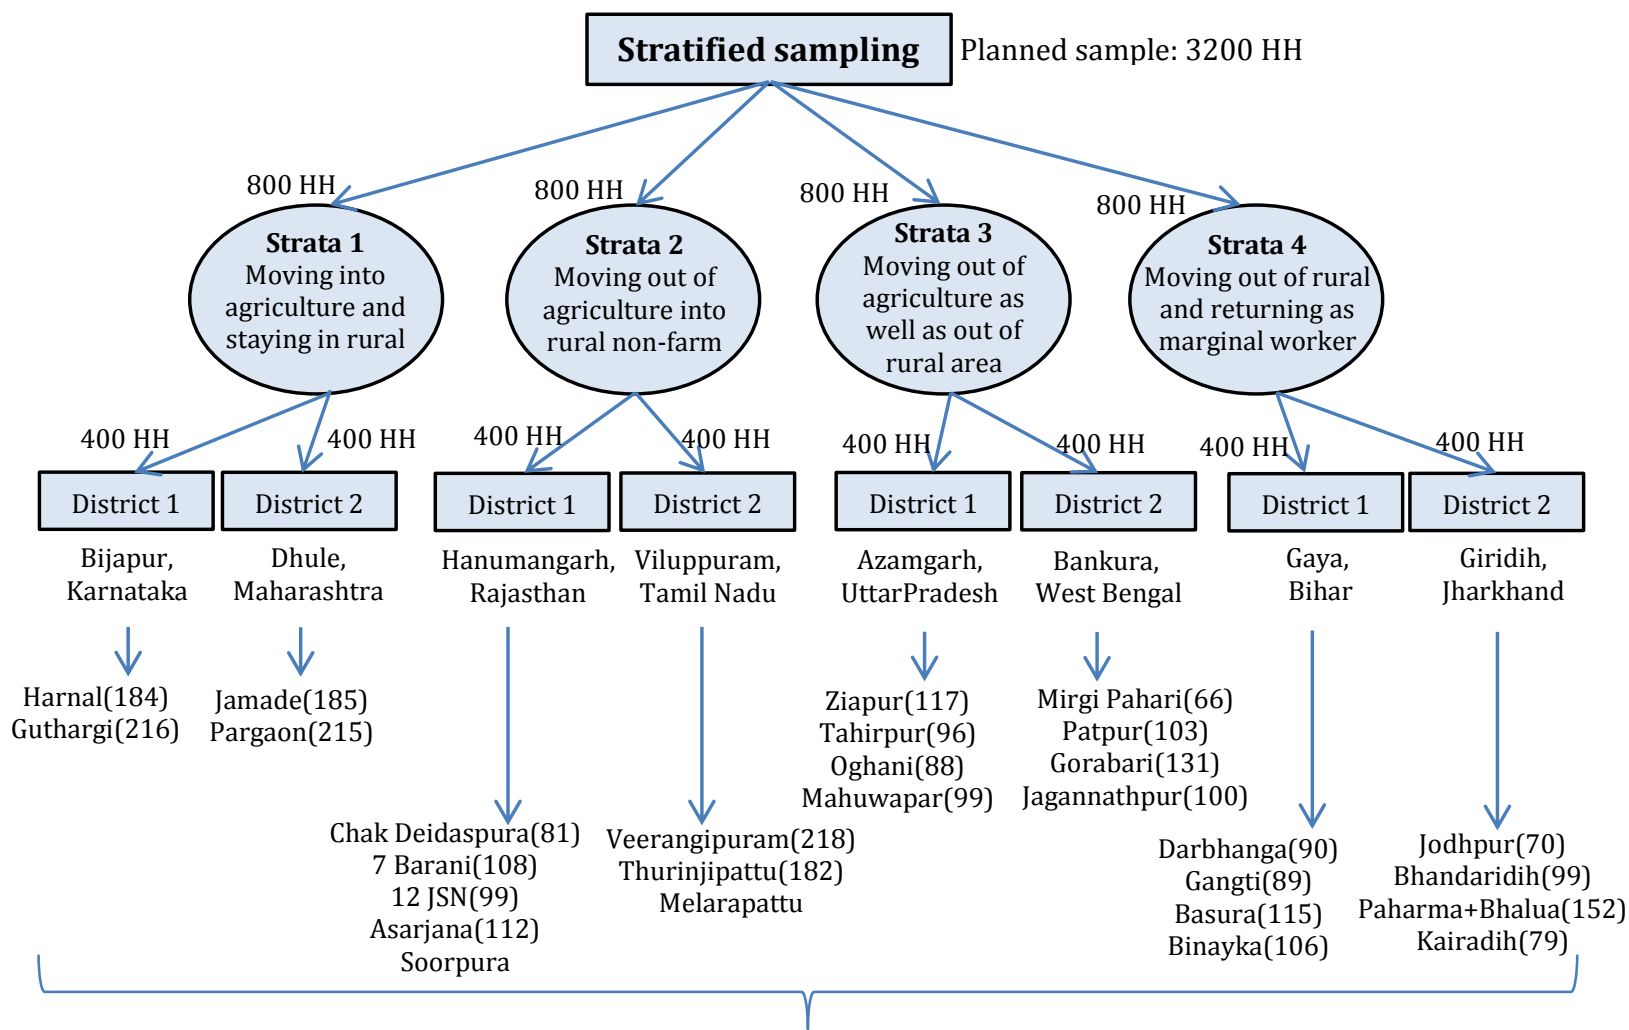 Stratified sampling
Planned sample: 3200 HH
800 HH
800 HH
800 HH
800 HH
Strata 1
Moving into
agriculture and
staying in rural
Strata 2
Moving out of
agriculture into
rural non-farm
Strata 3
Moving out of
agriculture as
well as out of
rural area
Strata 4
Moving out of rural
and returning as
marginal worker
400 HH
400 HH
400 HH
400 HH
400 HH
400 HH
400 HH
400 HH
District 1
District 2
District 1
District 2
District 1
District 2
District 1
District 2
Bijapur,
Karnataka
Dhule,
Maharashtra
Hanumangarh,
Rajasthan
Viluppuram,
Tamil Nadu
Azamgarh,
UttarPradesh
Bankura,
West Bengal
Gaya,
Bihar
Giridih,
Jharkhand
Harnal(184)
Guthargi(216)
Jamade(185)
Pargaon(215)
Chak Deidaspura(81)
7 Barani(108)
12 JSN(99)
Asarjana(112)
Soorpura
Veerangipuram(218)
Thurinjipattu(182)
Melarapattu
Ziapur(117)
Tahirpur(96)
Oghani(88)
Mahuwapar(99)
Mirgi Pahari(66)
Patpur(103)
Gorabari(131)
Jagannathpur(100)
Darbhanga(90)
Gangti(89)
Basura(115)
Binayka(106)
Jodhpur(70)
Bhandaridih(99)
Paharma+Bhalua(152)
Kairadih(79)